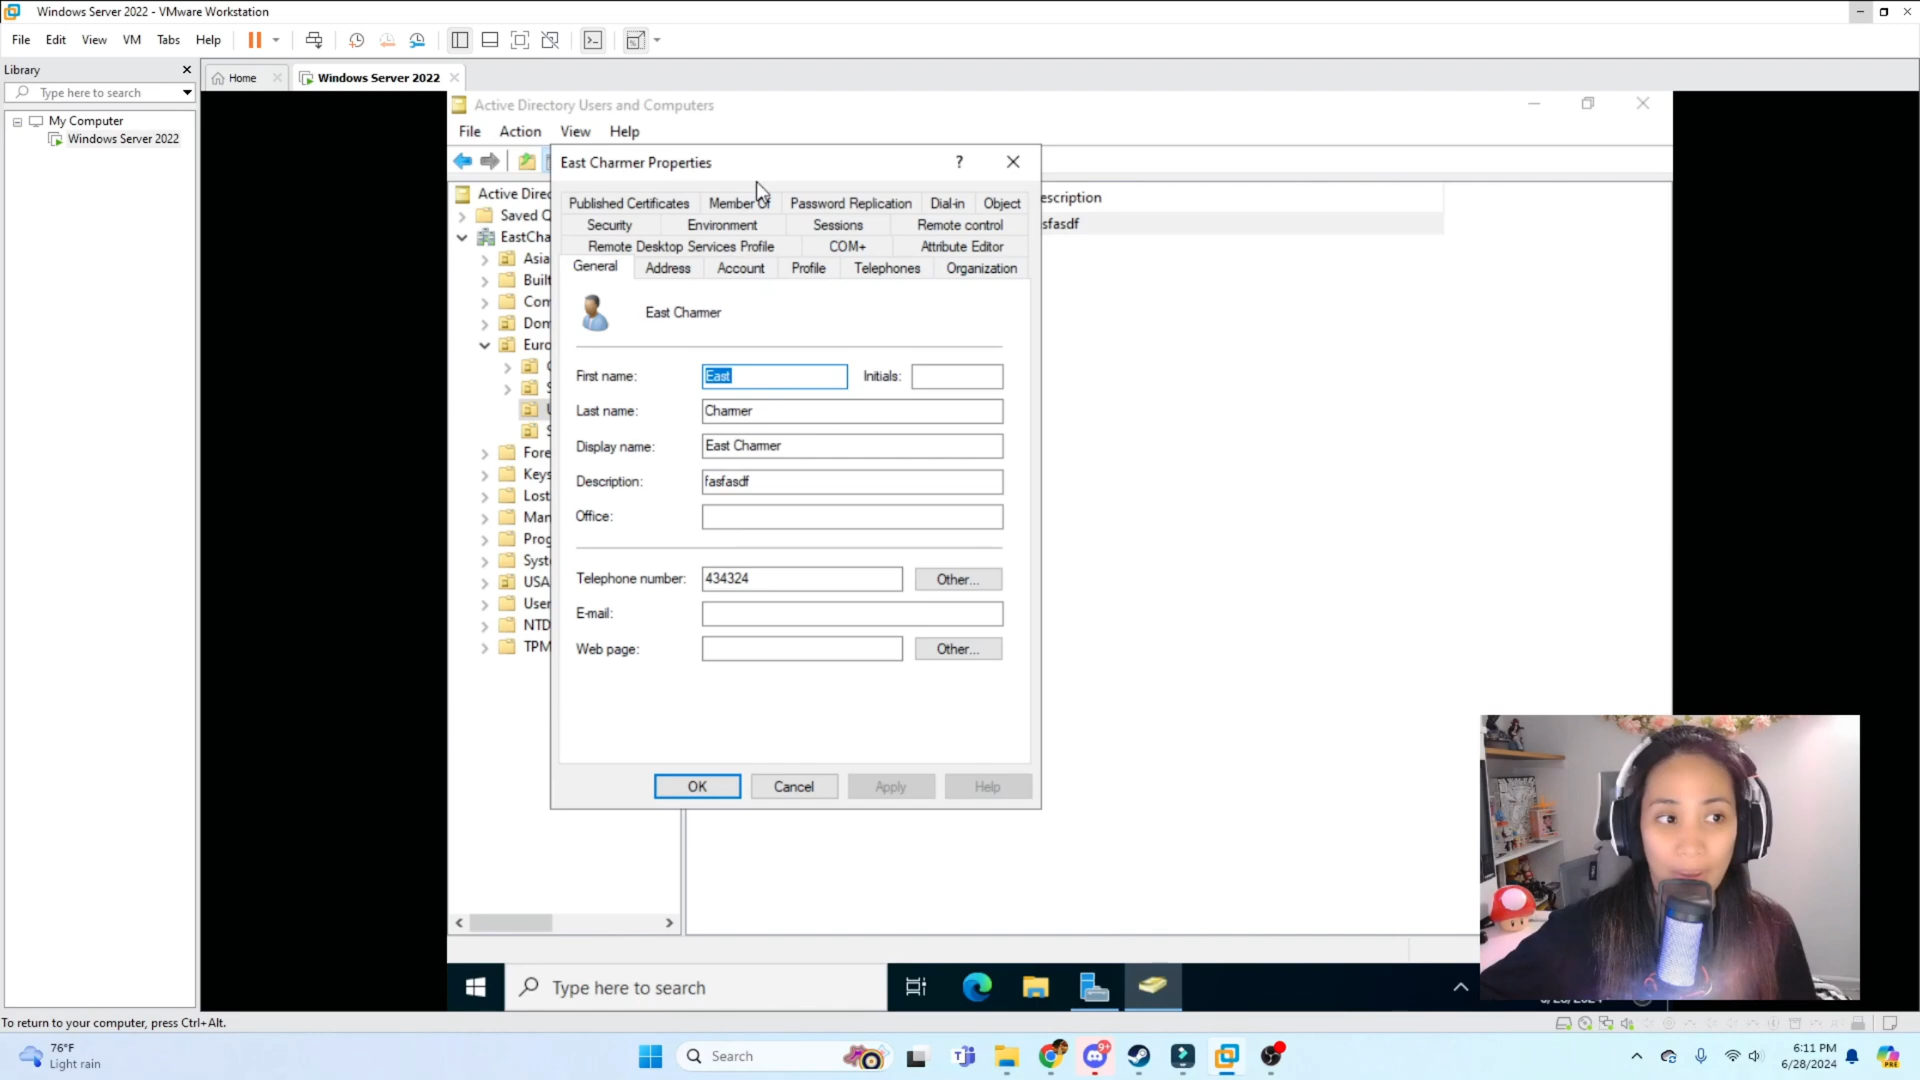 Windows Server 2022 - VMware Workstation
File Edit View VM Tabs Help
Library
Home
Windows Server 2022
Type here to search
My Computer
Windows Server 2022
Active Directory Users and Computers
File Action View Help
East Charmer Properties
?
Published Certificates Member Of Password Replication Dial-in Object
Security Environment Sessions Remote control
Remote Desktop Services Profile COM+ Attribute Editor
General Address Account Profile Telephones Organization
East Charmer
First name: East Initials:
Last name: Charmer
Display name: East Charmer
Description: fasfasdf
Office:
Telephone number: 434324 Other...
E-mail:
Web page: Other...
OK Cancel Apply Help
Active Direc
Saved Q
EastCha
Asia
Built
Com
Dom
Euro
Fore
Keys
Lost
Man
Prog
Syst
USA
User
NTD
TPM
escription
sfasdf
Type here to search
To return to your computer, press Ctrl+Alt.
76°F
Light rain
Search
9+
PRE
6:11 PM
6/28/2024